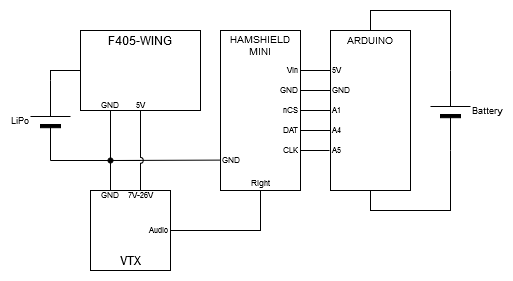 F405-WING
HAMSHIELD
MINI
ARDUINO
Vin
5V
GND
GND
nCS
A1
DAT
A4
CLK
A5
GND
5V
LiPo
Battery
GND
Right
GND
7V-26V
Audio
VTX